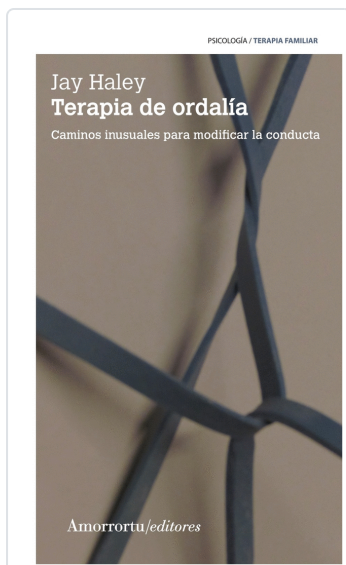 PSICOLOGÍA / TERAPIA FAMILIAR
Jay Haley
Terapia de ordalía
Caminos inusuales para modificar la conducta
Amorrortu/editores